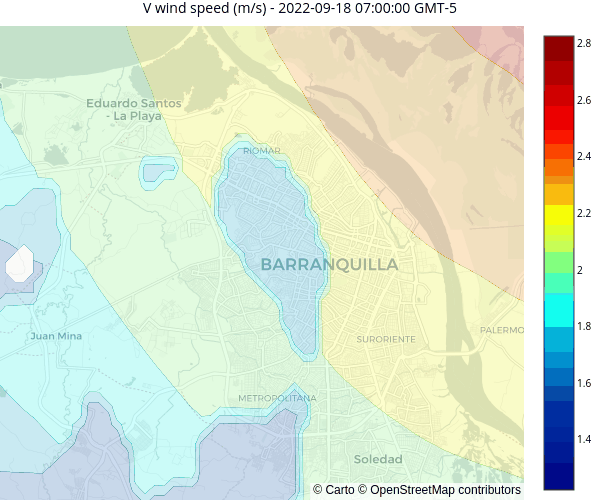 V wind speed (m/s) - 2022-09-18 07:00:00 GMT-5
2.8
2.6
2.4
2.2
2
1.8
1.6
1.4
Eduardo Santos
- La Playa
RIOMAR
BARRANQUILLA
Juan Mina
SURORIENTE
PALERMO
METROPOLITANA
Soledad
© Carto © OpenStreetMap contributors